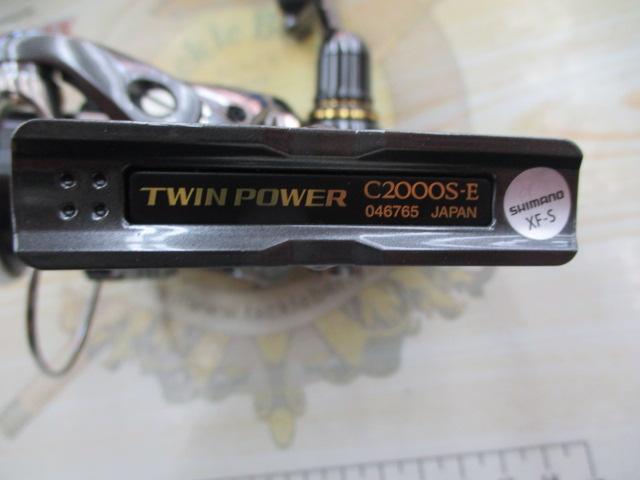 TWIN POWER C2000S-E
046765 JAPAN
SHIMANO
XF-S